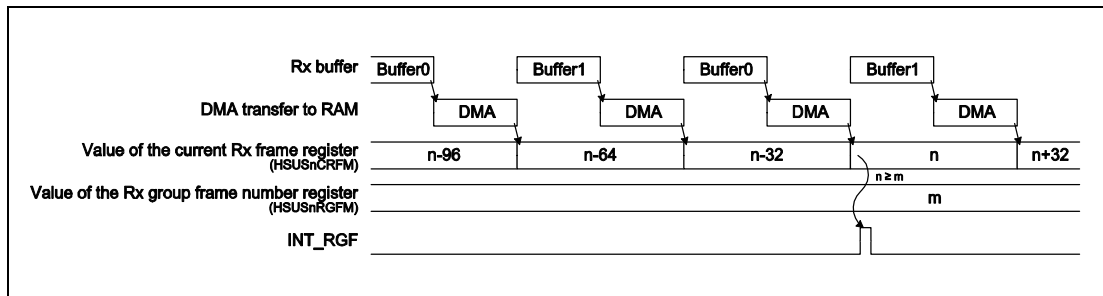 Rx buffer Buffer0 Buffer1 Buffer0 Buffer1
DMA transfer to RAM DMA DMA DMA DMA
Value of the current Rx frame register n-96 n-64 n-32 n n+32
(HSUSnCRFM)
n ≥ m
Value of the Rx group frame number register m
(HSUSnRGFM)
INT_RGF